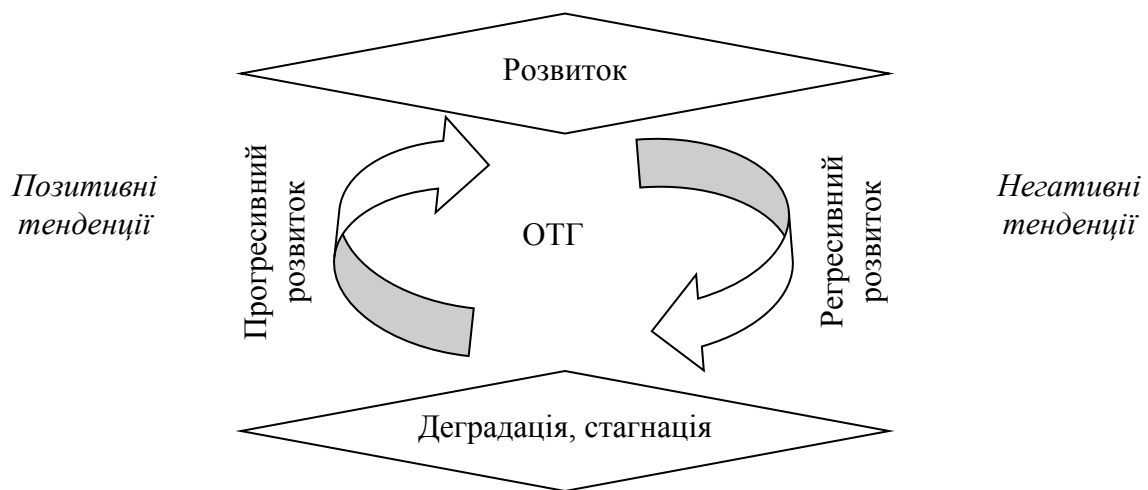 Розвиток
Позитивні
тенденції
Прогресивний
розвиток
ОТГ
Регресивний
розвиток
Негативні
тенденції
Деградація, стагнація